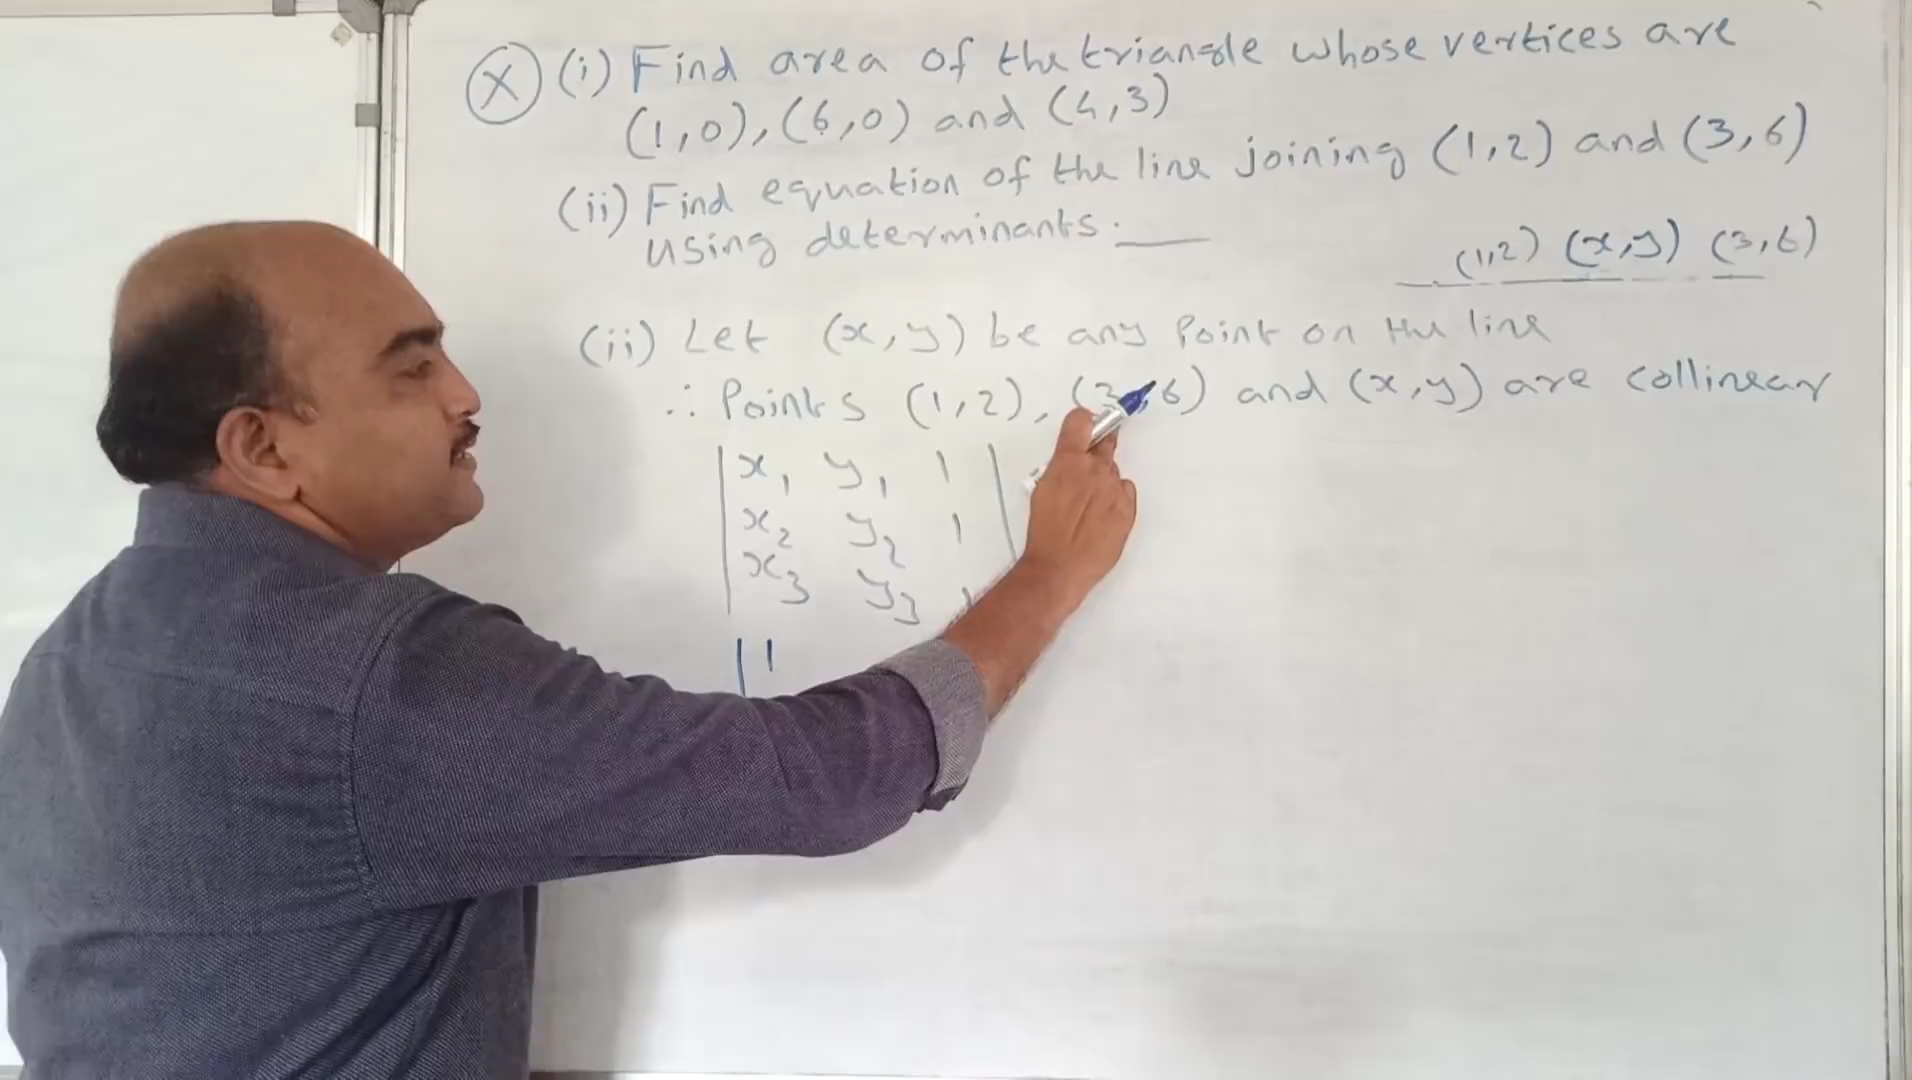 X (i) Find area of the triangle whose vertices are
(1,0), (6,0) and (4,3)
(ii) Find equation of the line joining (1,2) and (3,6)
using determinants.
(1,2) (x,y) (3,6)
(ii) Let (x,y) be any point on the line
∴ Points (1,2), (3,6) and (x,y) are collinear
| x₁ y₁ 1 |
x₂ y₂ 1
x₃ y₃ 1
| 1